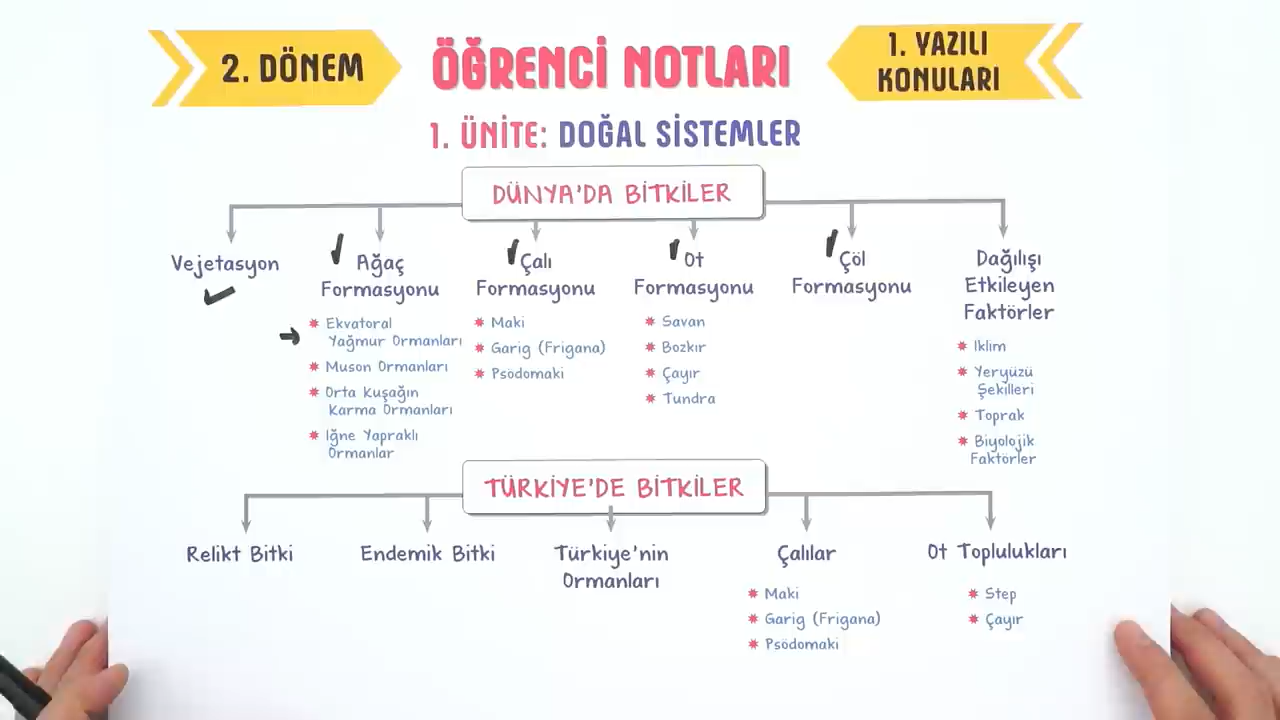 2. DÖNEM
ÖĞRENCİ NOTLARI
1. YAZILI
KONULARI
1. ÜNİTE: DOĞAL SİSTEMLER
DÜNYA'DA BİTKİLER
Vejetasyon
Ağaç
Formasyonu
Ekvatoral
Yağmur Ormanları
Muson Ormanları
Orta Kuşağın
Karma Ormanları
İğne Yapraklı
Ormanlar
Çalı
Formasyonu
Maki
Garig (Frigana)
Psödomaki
Ot
Formasyonu
Savan
Bozkır
Çayır
Tundra
Çöl
Formasyonu
Dağılışı
Etkileyen
Faktörler
İklim
Yeryüzü
Şekilleri
Toprak
Biyolojik
Faktörler
TÜRKİYE'DE BİTKİLER
Relikt Bitki
Endemik Bitki
Türkiye'nin
Ormanları
Çalılar
Maki
Garig (Frigana)
Psödomaki
Ot Toplulukları
Step
Çayır